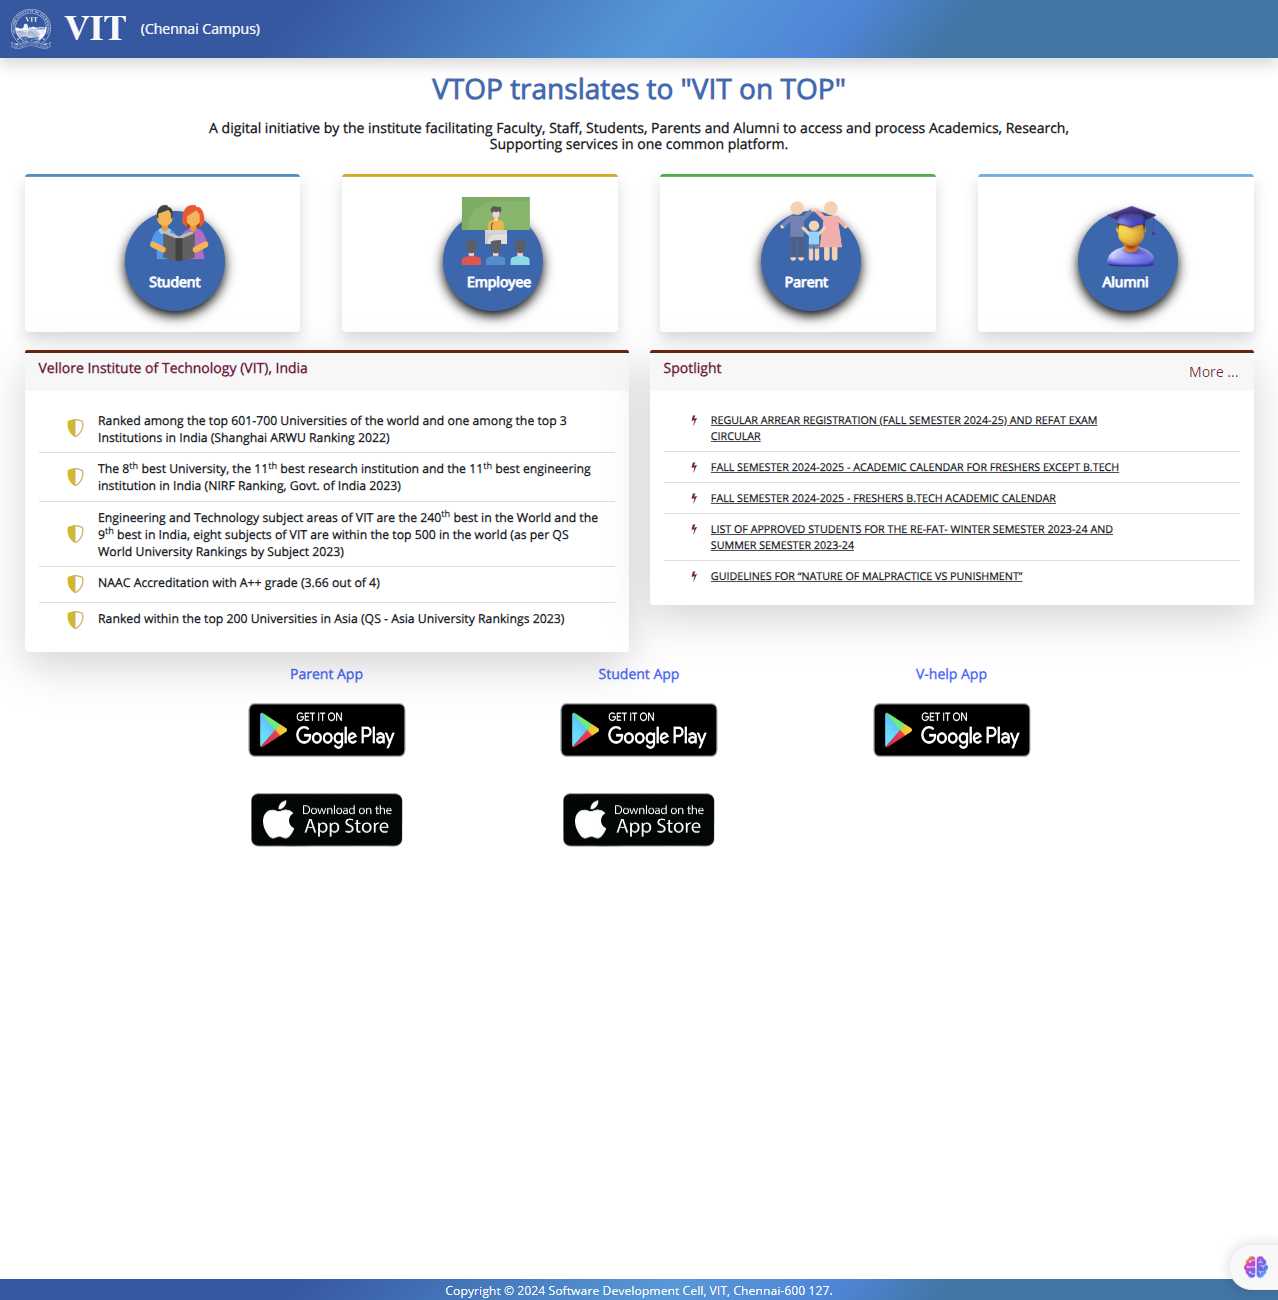 VIT
VIT (Chennai Campus)
VTOP translates to "VIT on TOP"
A digital initiative by the institute facilitating Faculty, Staff, Students, Parents and Alumni to access and process Academics, Research,
Supporting services in one common platform.
Student
Employee
Parent
Alumni
Vellore Institute of Technology (VIT), India
Ranked among the top 601-700 Universities of the world and one among the top 3
Institutions in India (Shanghai ARWU Ranking 2022)
The 8th best University, the 11th best research institution and the 11th best engineering
institution in India (NIRF Ranking, Govt. of India 2023)
Engineering and Technology subject areas of VIT are the 240th best in the World and the
9th best in India, eight subjects of VIT are within the top 500 in the world (as per QS
World University Rankings by Subject 2023)
NAAC Accreditation with A++ grade (3.66 out of 4)
Ranked within the top 200 Universities in Asia (QS - Asia University Rankings 2023)
Spotlight
More ...
REGULAR ARREAR REGISTRATION (FALL SEMESTER 2024-25) AND REFAT EXAM
CIRCULAR
FALL SEMESTER 2024-2025 - ACADEMIC CALENDAR FOR FRESHERS EXCEPT B.TECH
FALL SEMESTER 2024-2025 - FRESHERS B.TECH ACADEMIC CALENDAR
LIST OF APPROVED STUDENTS FOR THE RE-FAT- WINTER SEMESTER 2023-24 AND
SUMMER SEMESTER 2023-24
GUIDELINES FOR “NATURE OF MALPRACTICE VS PUNISHMENT”
Parent App
Student App
V-help App
GET IT ON
Google Play
GET IT ON
Google Play
GET IT ON
Google Play
Download on the
App Store
Download on the
App Store
Copyright © 2024 Software Development Cell, VIT, Chennai-600 127.